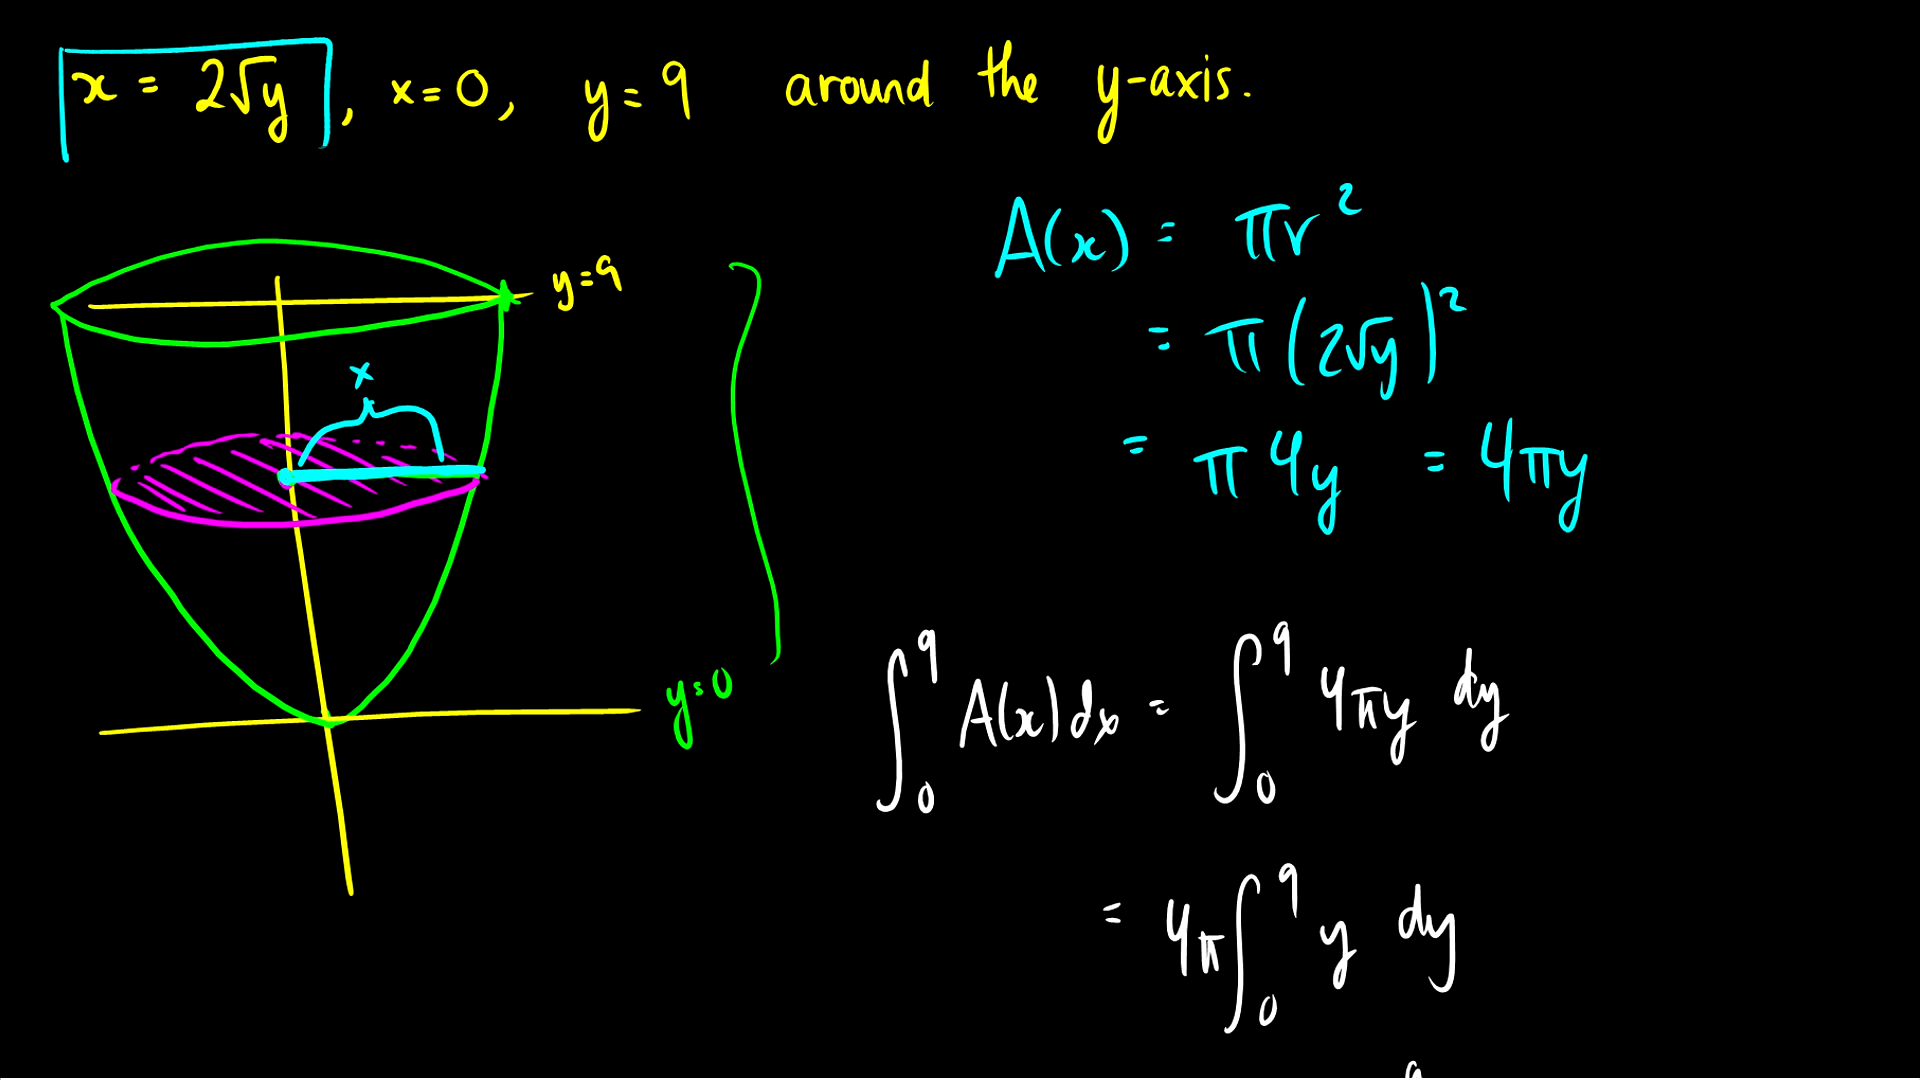 x = 2√y , x=0, y=9 around the y-axis.
A(x) = πr²
y=9
= π(2√y)²
x
= π4y = 4πy
y=0
∫₀⁹ A(x)dx = ∫₀⁹ 4πy dy
= 4π∫₀⁹ y dy